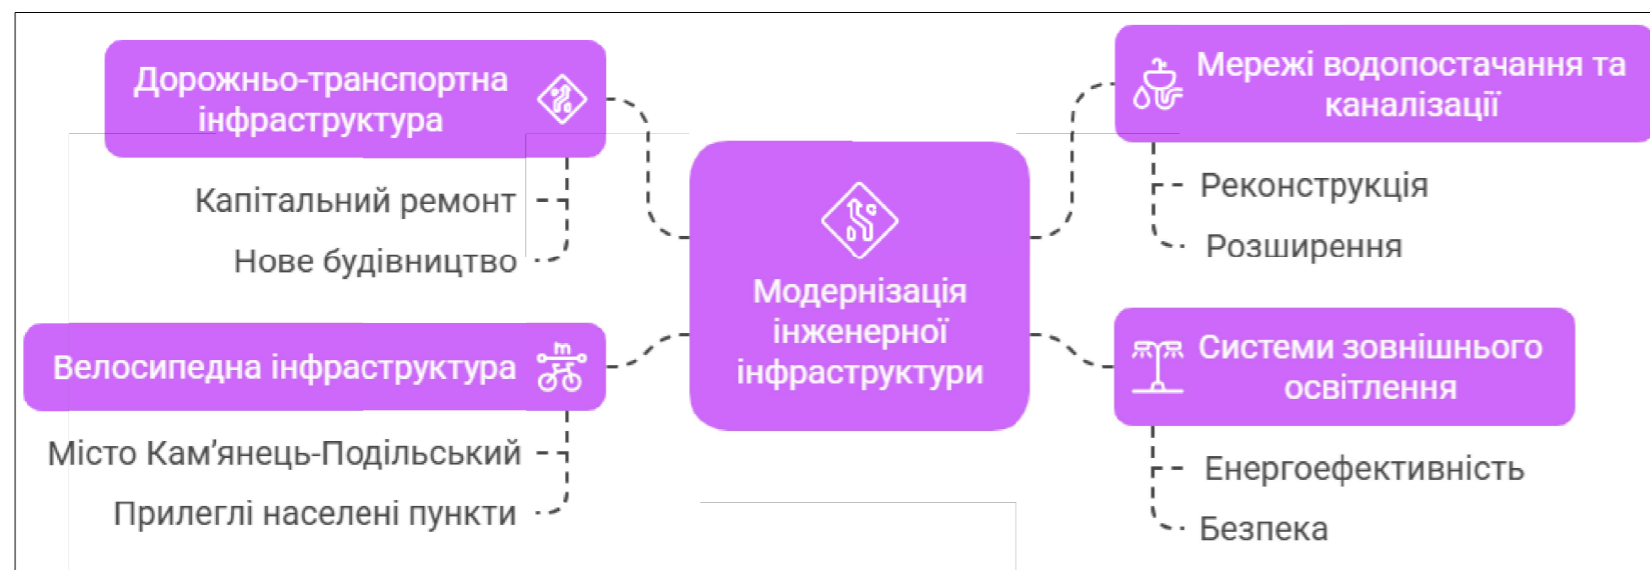 Дорожньо-транспортна
інфраструктура
Капітальний ремонт
Нове будівництво
Велосипедна інфраструктура
m
Місто Кам’янець-Подільський
Прилеглі населені пункти
Модернізація
інженерної
інфраструктури
Мережі водопостачання та
каналізації
Реконструкція
Розширення
Системи зовнішнього
освітлення
Енергоефективність
Безпека